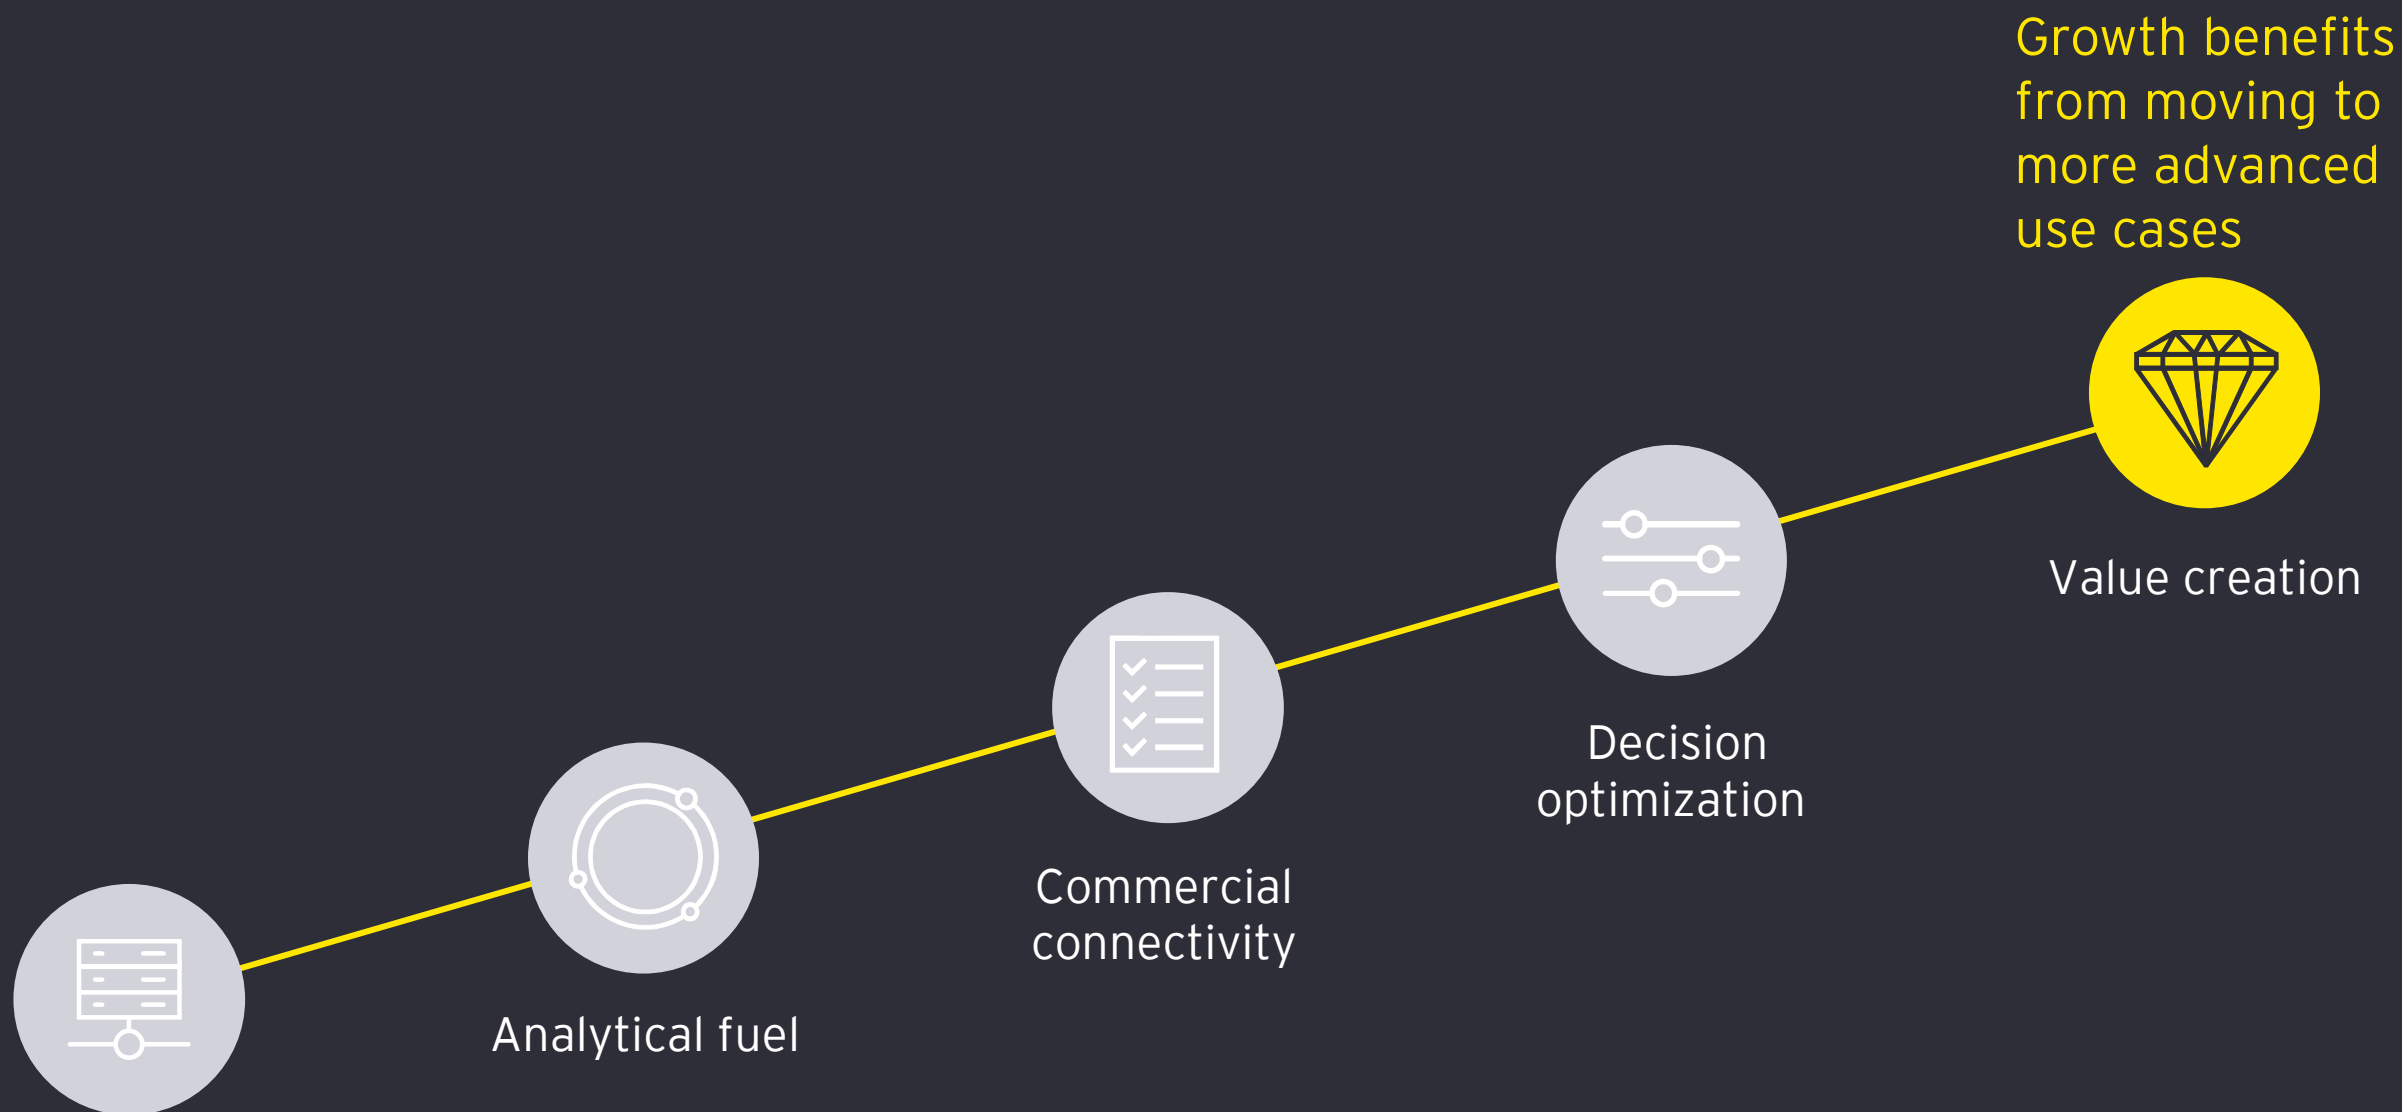 Growth benefits
from moving to
more advanced
use cases
Value creation
Decision
optimization
Commercial
connectivity
Analytical fuel